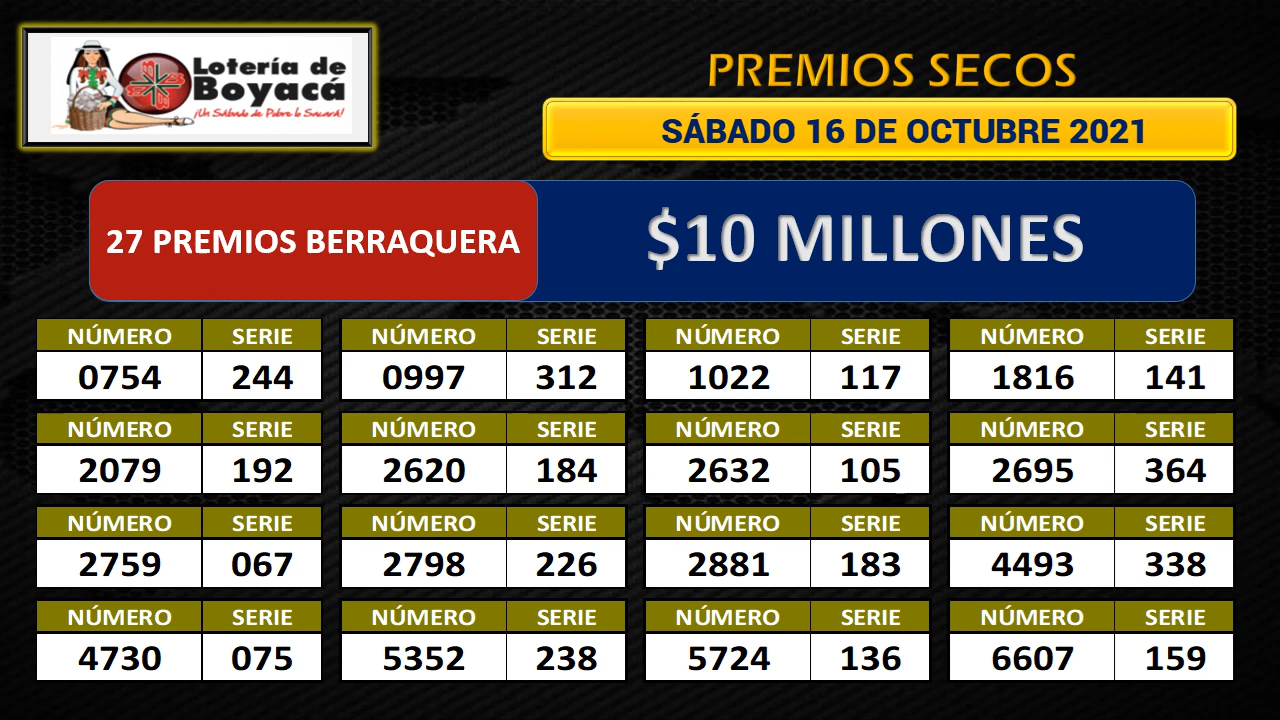 Lotería de
Boyacá
¡Un Sábado de Pobre lo Sacará!
PREMIOS SECOS
SÁBADO 16 DE OCTUBRE 2021
27 PREMIOS BERRAQUERA
$10 MILLONES
NÚMERO SERIE NÚMERO SERIE NÚMERO SERIE NÚMERO SERIE
0754 244 0997 312 1022 117 1816 141
NÚMERO SERIE NÚMERO SERIE NÚMERO SERIE NÚMERO SERIE
2079 192 2620 184 2632 105 2695 364
NÚMERO SERIE NÚMERO SERIE NÚMERO SERIE NÚMERO SERIE
2759 067 2798 226 2881 183 4493 338
NÚMERO SERIE NÚMERO SERIE NÚMERO SERIE NÚMERO SERIE
4730 075 5352 238 5724 136 6607 159